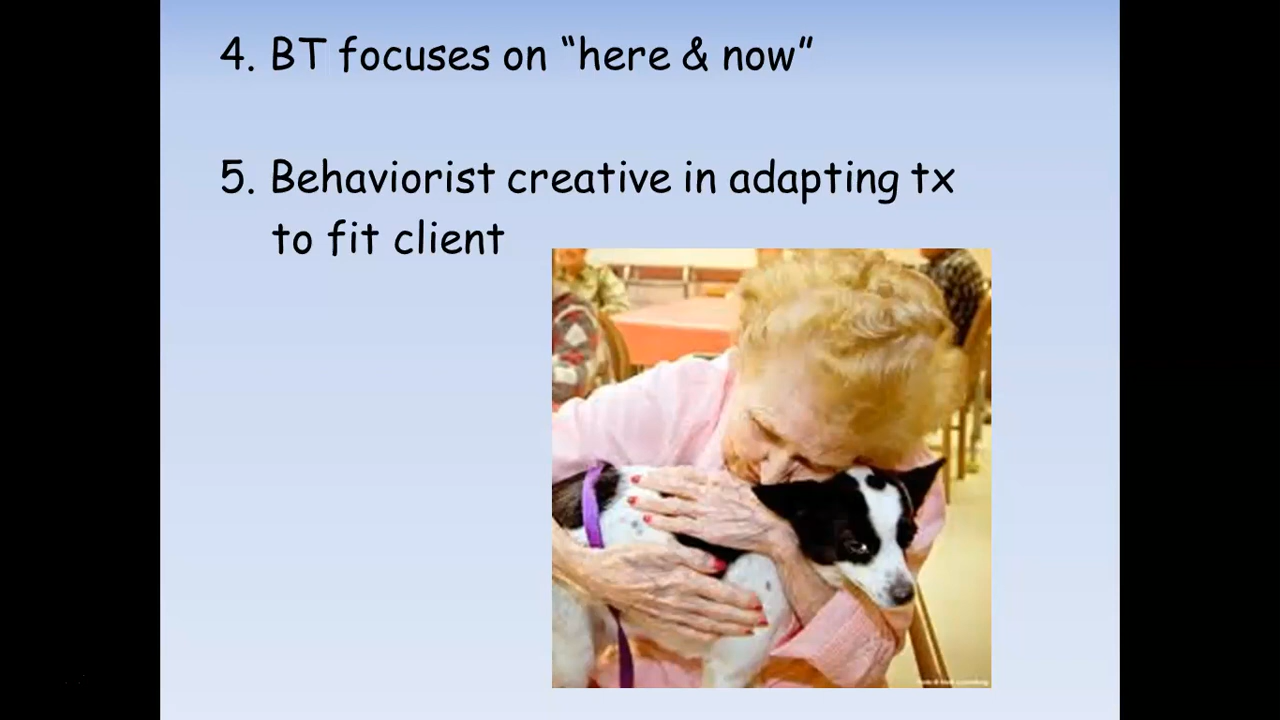 4. BT focuses on “here & now”
5. Behaviorist creative in adapting tx
to fit client